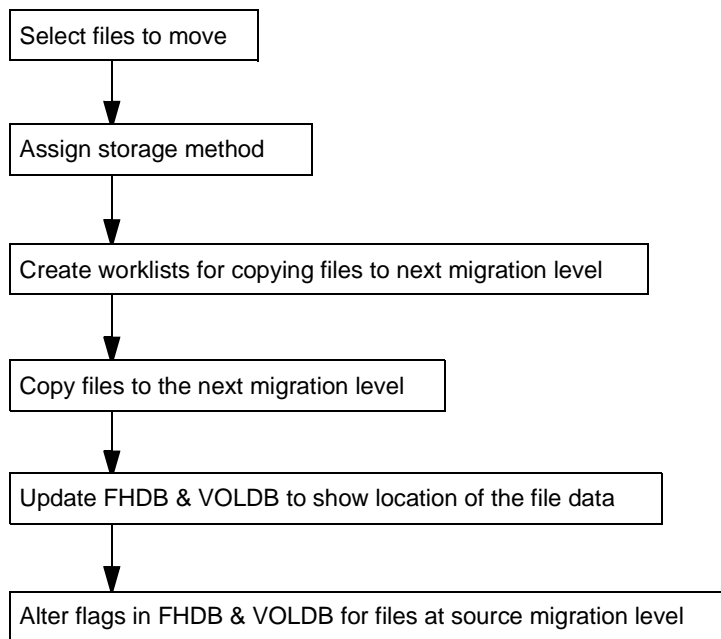 Select files to move
Assign storage method
Create worklists for copying files to next migration level
Copy files to the next migration level
Update FHDB & VOLDB to show location of the file data
Alter flags in FHDB & VOLDB for files at source migration level